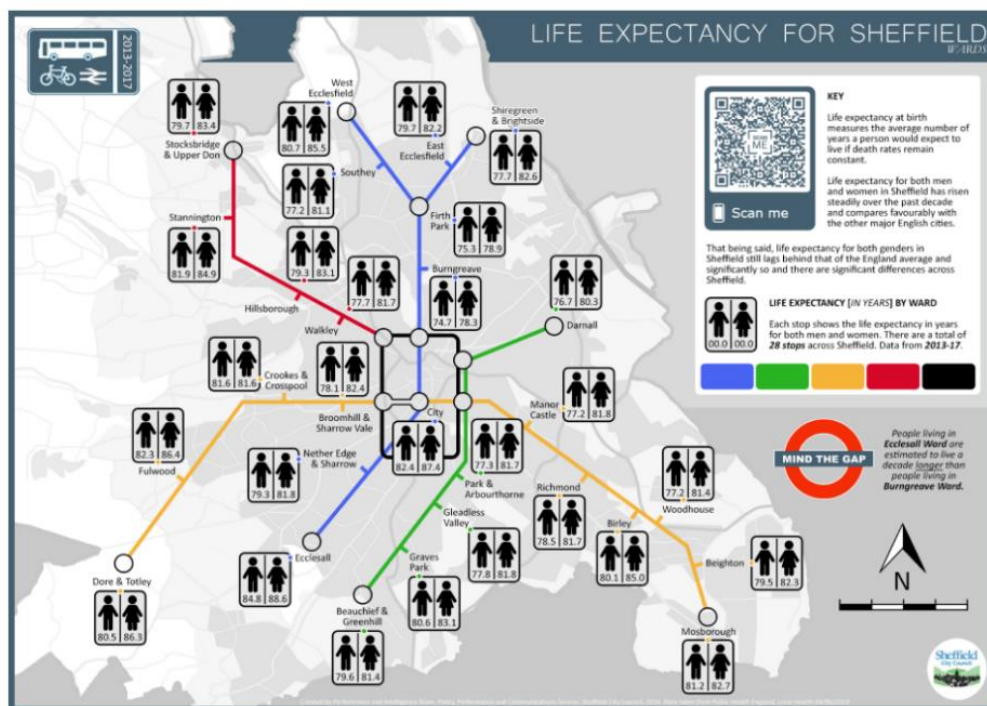 2013-2017
LIFE EXPECTANCY FOR SHEFFIELD
WARDS
79.7 83.4
Stocksbridge
& Upper Don
West
Ecclesfield
80.7 85.5
79.7 82.2
East
Ecclesfield
Shiregreen
& Brightside
77.7 82.6
Southey
77.2 81.1
Stannington
81.9 84.9
Firth
Park
75.3 78.9
79.3 83.1
Hillsborough
77.7 81.7
Walkley
Burngreave
74.7 78.3
76.7 80.3
Darnall
81.6 81.6
Crookes &
Crosspool
78.1 82.4
Broomhill &
Sharrow Vale
City
82.4 87.4
Manor
Castle
77.2 81.8
82.3 86.4
Fulwood
Nether Edge
& Sharrow
79.3 81.8
77.3 81.7
Park &
Arbourthorne
Richmond
78.5 81.7
77.2 81.4
Woodhouse
Gleadless
Valley
77.8 81.8
Birley
80.1 85.0
Ecclesall
84.8 88.6
Graves
Park
80.6 83.1
Beighton
79.5 82.3
Dore & Totley
80.5 86.3
Beauchief &
Greenhill
79.6 81.4
Mosborough
81.2 82.7
SCAN
ME
Scan me
KEY
Life expectancy at birth
measures the average number of
years a person would expect to
live if death rates remain
constant.
Life expectancy for both men
and women in Sheffield has risen
steadily over the past decade
and compares favourably with
the other major English cities.
That being said, life expectancy for both genders in
Sheffield still lags behind that of the England average and
significantly so and there are significant differences across
Sheffield.
00.0 00.0
LIFE EXPECTANCY [IN YEARS] BY WARD
Each stop shows the life expectancy in years
for both men and women. There are a total of
28 stops across Sheffield. Data from 2013-17.
MIND THE GAP
People living in
Ecclesall Ward are
estimated to live a
decade longer than
people living in
Burngreave Ward.
N
Sheffield
City Council